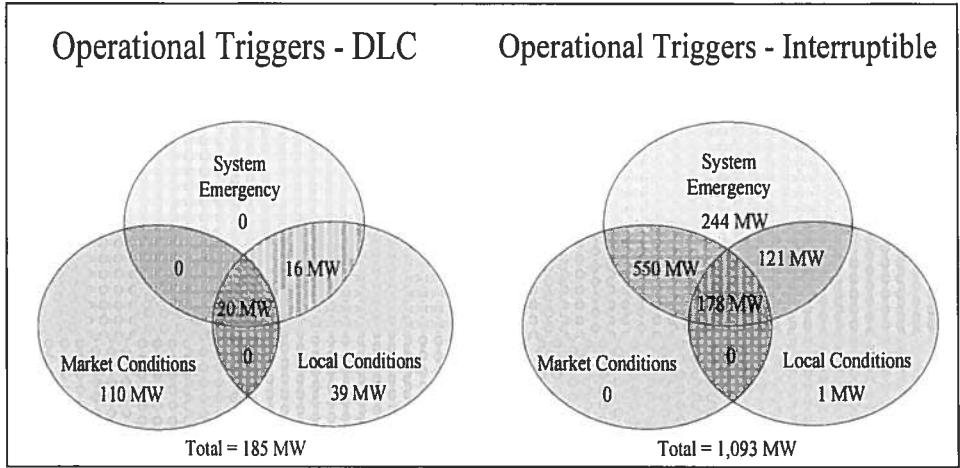 Operational Triggers - DLC
System
Emergency
0
0
16 MW
20 MW
0
Market Conditions
110 MW
Local Conditions
39 MW
Total = 185 MW
Operational Triggers - Interruptible
System
Emergency
244 MW
550 MW
121 MW
178 MW
0
Market Conditions
0
Local Conditions
1 MW
Total = 1,093 MW